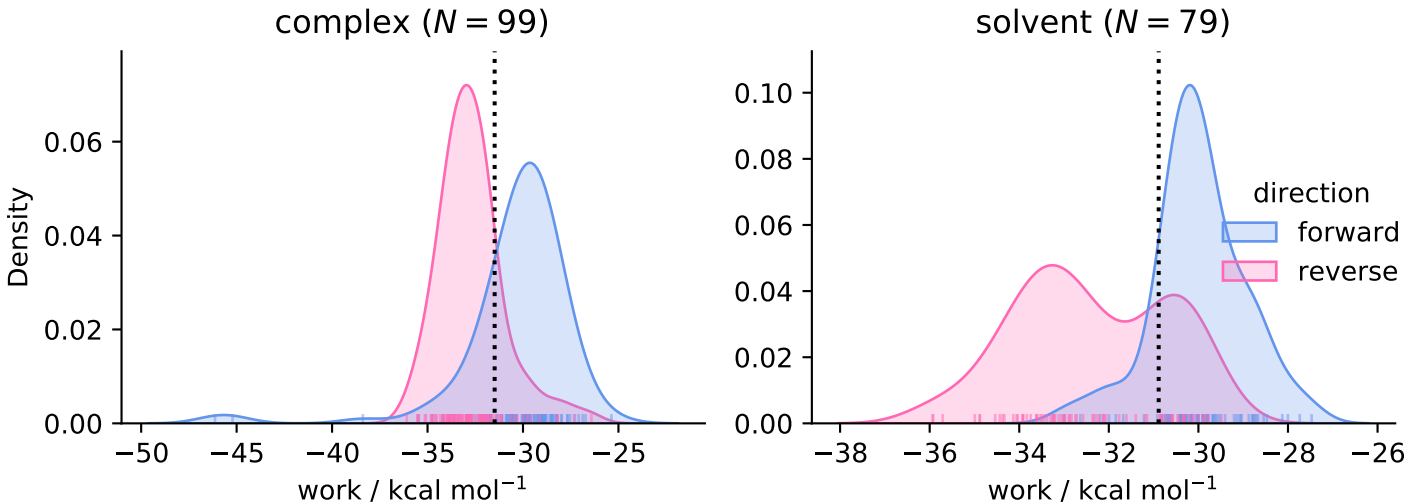 complex (N = 99)
Density
0.06
0.04
0.02
0.00
−50
−45
−40
−35
−30
−25
work / kcal mol⁻¹
solvent (N = 79)
0.10
0.08
0.06
0.04
0.02
0.00
−38
−36
−34
−32
−30
−28
−26
work / kcal mol⁻¹
direction
forward
reverse